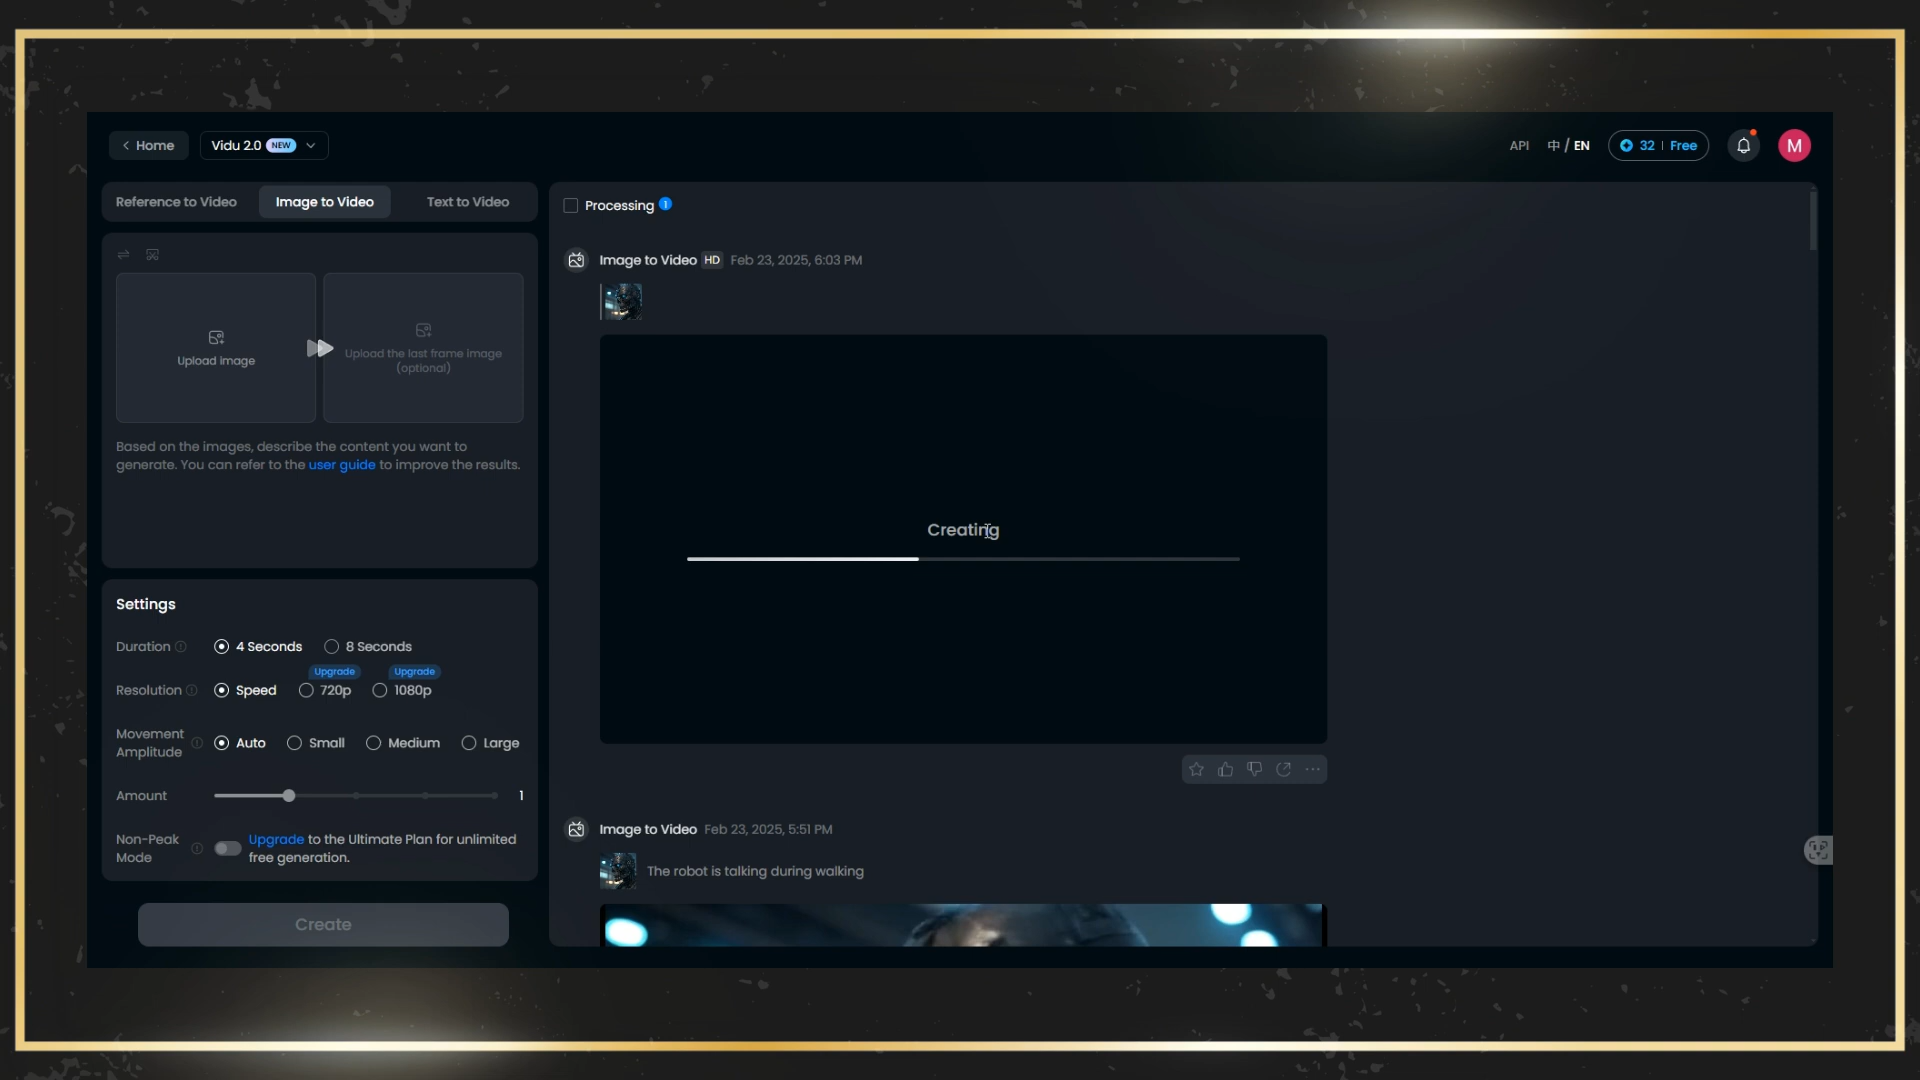 Home
Vidu 2.0 NEW
API
中 / EN
32 | Free
M
Reference to Video
Image to Video
Text to Video
Upload image
Upload the last frame image
(optional)
Based on the images, describe the content you want to
generate. You can refer to the user guide to improve the results.
Settings
Duration
4 Seconds
8 Seconds
Upgrade
Upgrade
Resolution
Speed
720p
1080p
Movement
Amplitude
Auto
Small
Medium
Large
Amount
1
Non-Peak
Mode
Upgrade to the Ultimate Plan for unlimited
free generation.
Create
Processing 1
Image to Video HD Feb 23, 2025, 6:03 PM
Creating
Image to Video Feb 23, 2025, 5:51 PM
The robot is talking during walking